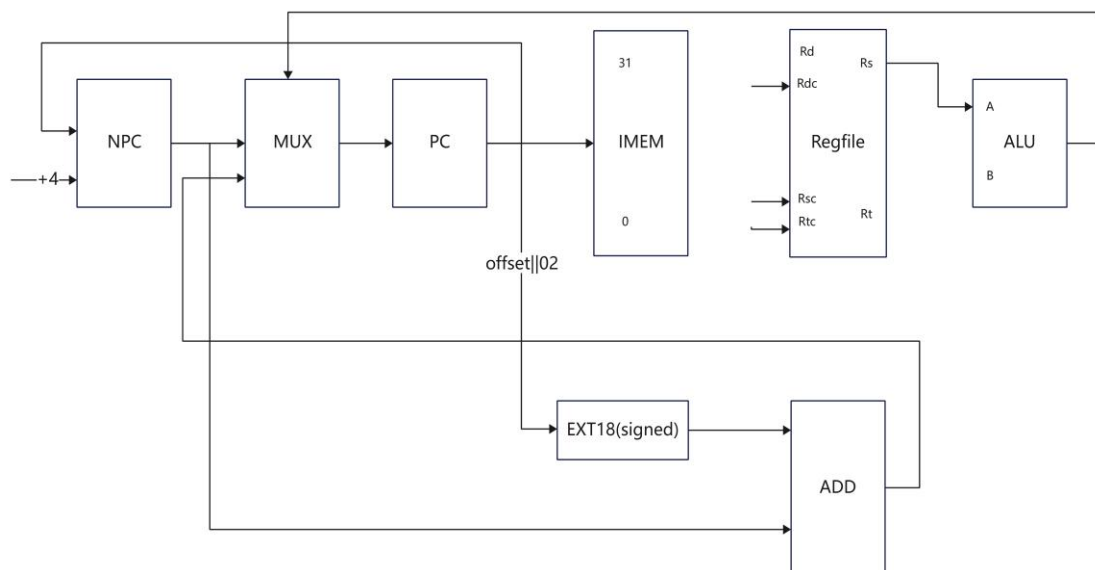 NPC
+4
MUX
PC
31
IMEM
0
Rd
Rdc
Rs
Regfile
Rsc
Rtc
Rt
A
ALU
B
offset||02
EXT18(signed)
ADD